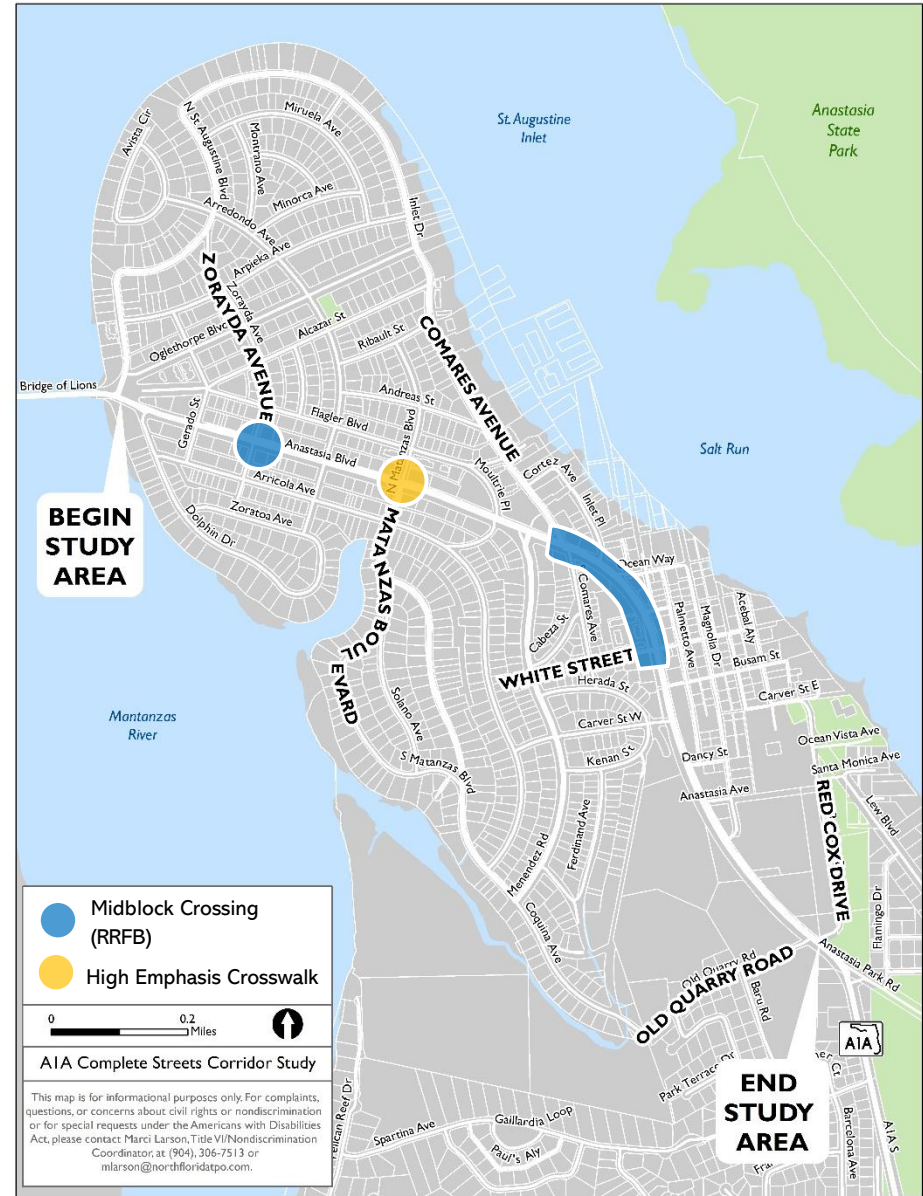 St. Augustine
Inlet
Anastasia
State
Park
Avista Cir
N St. Augustine Blvd
Miruela Ave
Montrano Ave
Minorca Ave
Arredondo Ave
Inlet Dr
Arpieka Ave
ZORAYDA AVENUE
Zorayda Ave
Oglethorpe Blvd
Alcazar St
Ribault St
COMARES AVENUE
Bridge of Lions
Andreas St
Gerado St
Flagler Blvd
N Matanzas Blvd
Anastasia Blvd
Moultrie Pl
Cortez Ave
Inlet Pl
Salt Run
Arricola Ave
Zoratoa Ave
Dolphin Dr
BEGIN
STUDY
AREA
MATANZAS BOULEVARD
Ocean Way
S Comares Ave
Cabeza St
Palmetto Ave
Magnolia Dr
Acebal Aly
WHITE STREET
Busam St
Herada St
Carver St E
Solano Ave
Carver St W
Mantanzas
River
Ocean Vista Ave
Kenan St
Dancy St
Santa Monica Ave
S Matanzas Blvd
Anastasia Ave
Lew Blvd
RED COX DRIVE
Ferdinand Ave
Menendez Rd
Flamingo Dr
Coquina Ave
Anastasia Park Rd
Old Quarry Rd
OLD QUARRY ROAD
Baru Rd
A1A
Park Terrace Dr
END
STUDY
AREA
Barcelona Ave
A1A S
Gaillardia Loop
Spartina Ave
Paul's Aly
Midblock Crossing
(RRFB)
High Emphasis Crosswalk
0 0.2
Miles
A1A Complete Streets Corridor Study
This map is for informational purposes only. For complaints,
questions, or concerns about civil rights or nondiscrimination
or for special requests under the Americans with Disabilities
Act, please contact Marci Larson, Title VI/Nondiscrimination
Coordinator, at (904), 306-7513 or
mlarson@northfloridatpo.com.